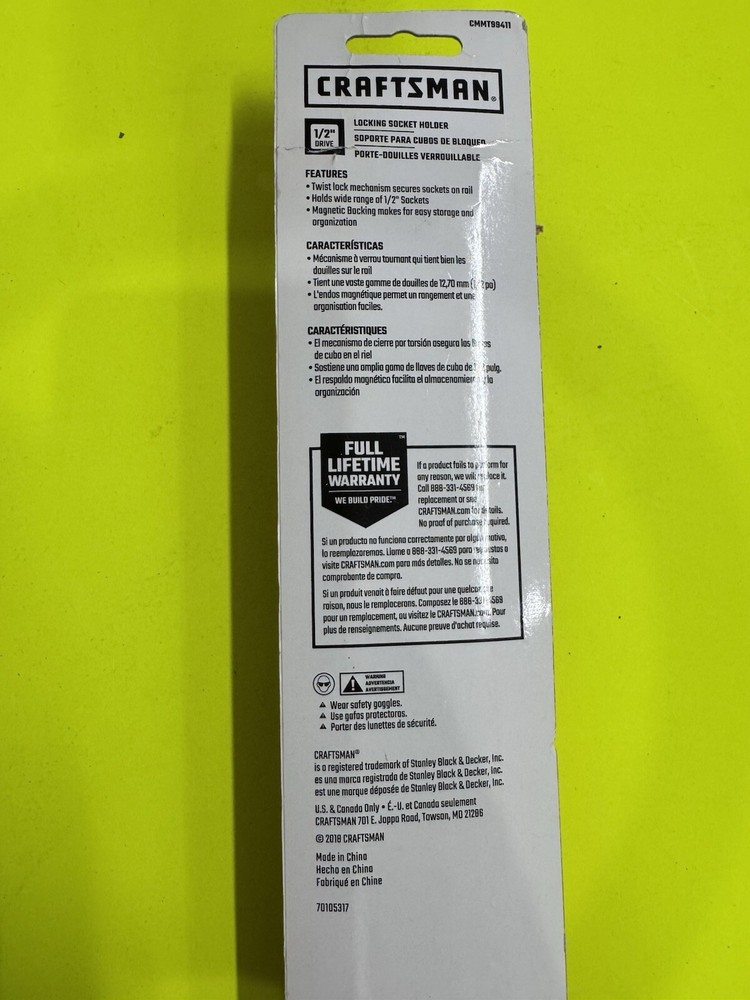 CMMT99411
CRAFTSMAN®
1/2" DRIVE
LOCKING SOCKET HOLDER
SOPORTE PARA CUBOS DE BLOQUEO
PORTE-DOUILLES VERROUILLABLE
FEATURES
• Twist lock mechanism secures sockets on rail
• Holds wide range of 1/2" Sockets
• Magnetic Backing makes for easy storage and
organization
CARACTERÍSTICAS
• Mécanisme à verrou tournant qui tient bien les
douilles sur le rail
• Tient une vaste gamme de douilles de 12,70 mm (1/2 po)
• L'endos magnétique permet un rangement et une
organisation faciles.
CARACTÉRISTIQUES
• El mecanismo de cierre por torsión asegura las
de cubo en el riel
• Sostiene una amplia gama de llaves de cubo de pulg.
• El respaldo magnético facilita el almacenamiento y la
organización
FULL
LIFETIME
WARRANTY
WE BUILD PRIDE™
™
If a product fails to perform for
any reason, we will replace it.
Call 888-331-4569 for
replacement or see
CRAFTSMAN.com for details.
No proof of purchase required.
Si un producto no funciona correctamente por algún motivo,
lo reemplazaremos. Llame a 888-331-4569 para repuestos o
visite CRAFTSMAN.com para más detalles. No se necesita
comprobante de compra.
Si un produit venait à faire défaut pour une quelconque
raison, nous le remplacerons. Composez le 888-331-4569
pour un remplacement, ou visitez le CRAFTSMAN.com. Pour
plus de renseignements. Aucune preuve d'achat requise.
WARNING
ADVERTENCIA
AVERTISSEMENT
Wear safety goggles.
Use gafas protectoras.
Porter des lunettes de sécurité.
CRAFTSMAN®
is a registered trademark of Stanley Black & Decker, Inc.
es una marca registrada de Stanley Black & Decker, Inc.
est une marque déposée de Stanley Black & Decker, Inc.
U.S. & Canada Only • É.-U. et Canada seulement
CRAFTSMAN 701 E. Joppa Road, Towson, MD 21286
© 2018 CRAFTSMAN
Made in China
Hecho en China
Fabriqué en Chine
70105317